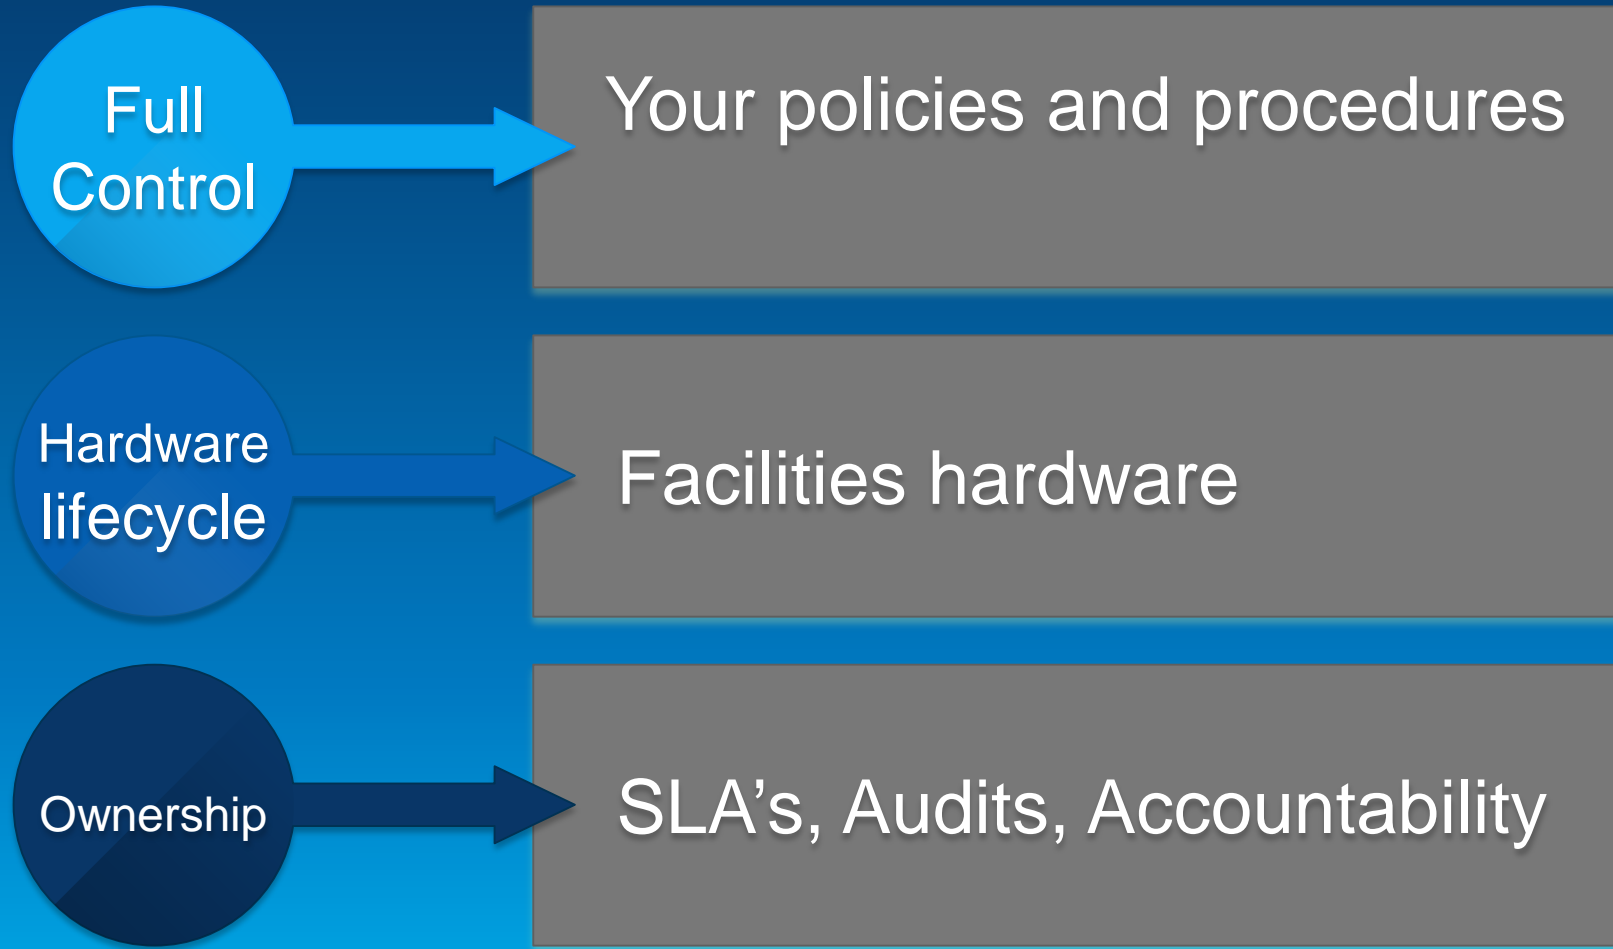 Full
Control
Your policies and procedures
Hardware
lifecycle
Facilities hardware
Ownership
SLA’s, Audits, Accountability